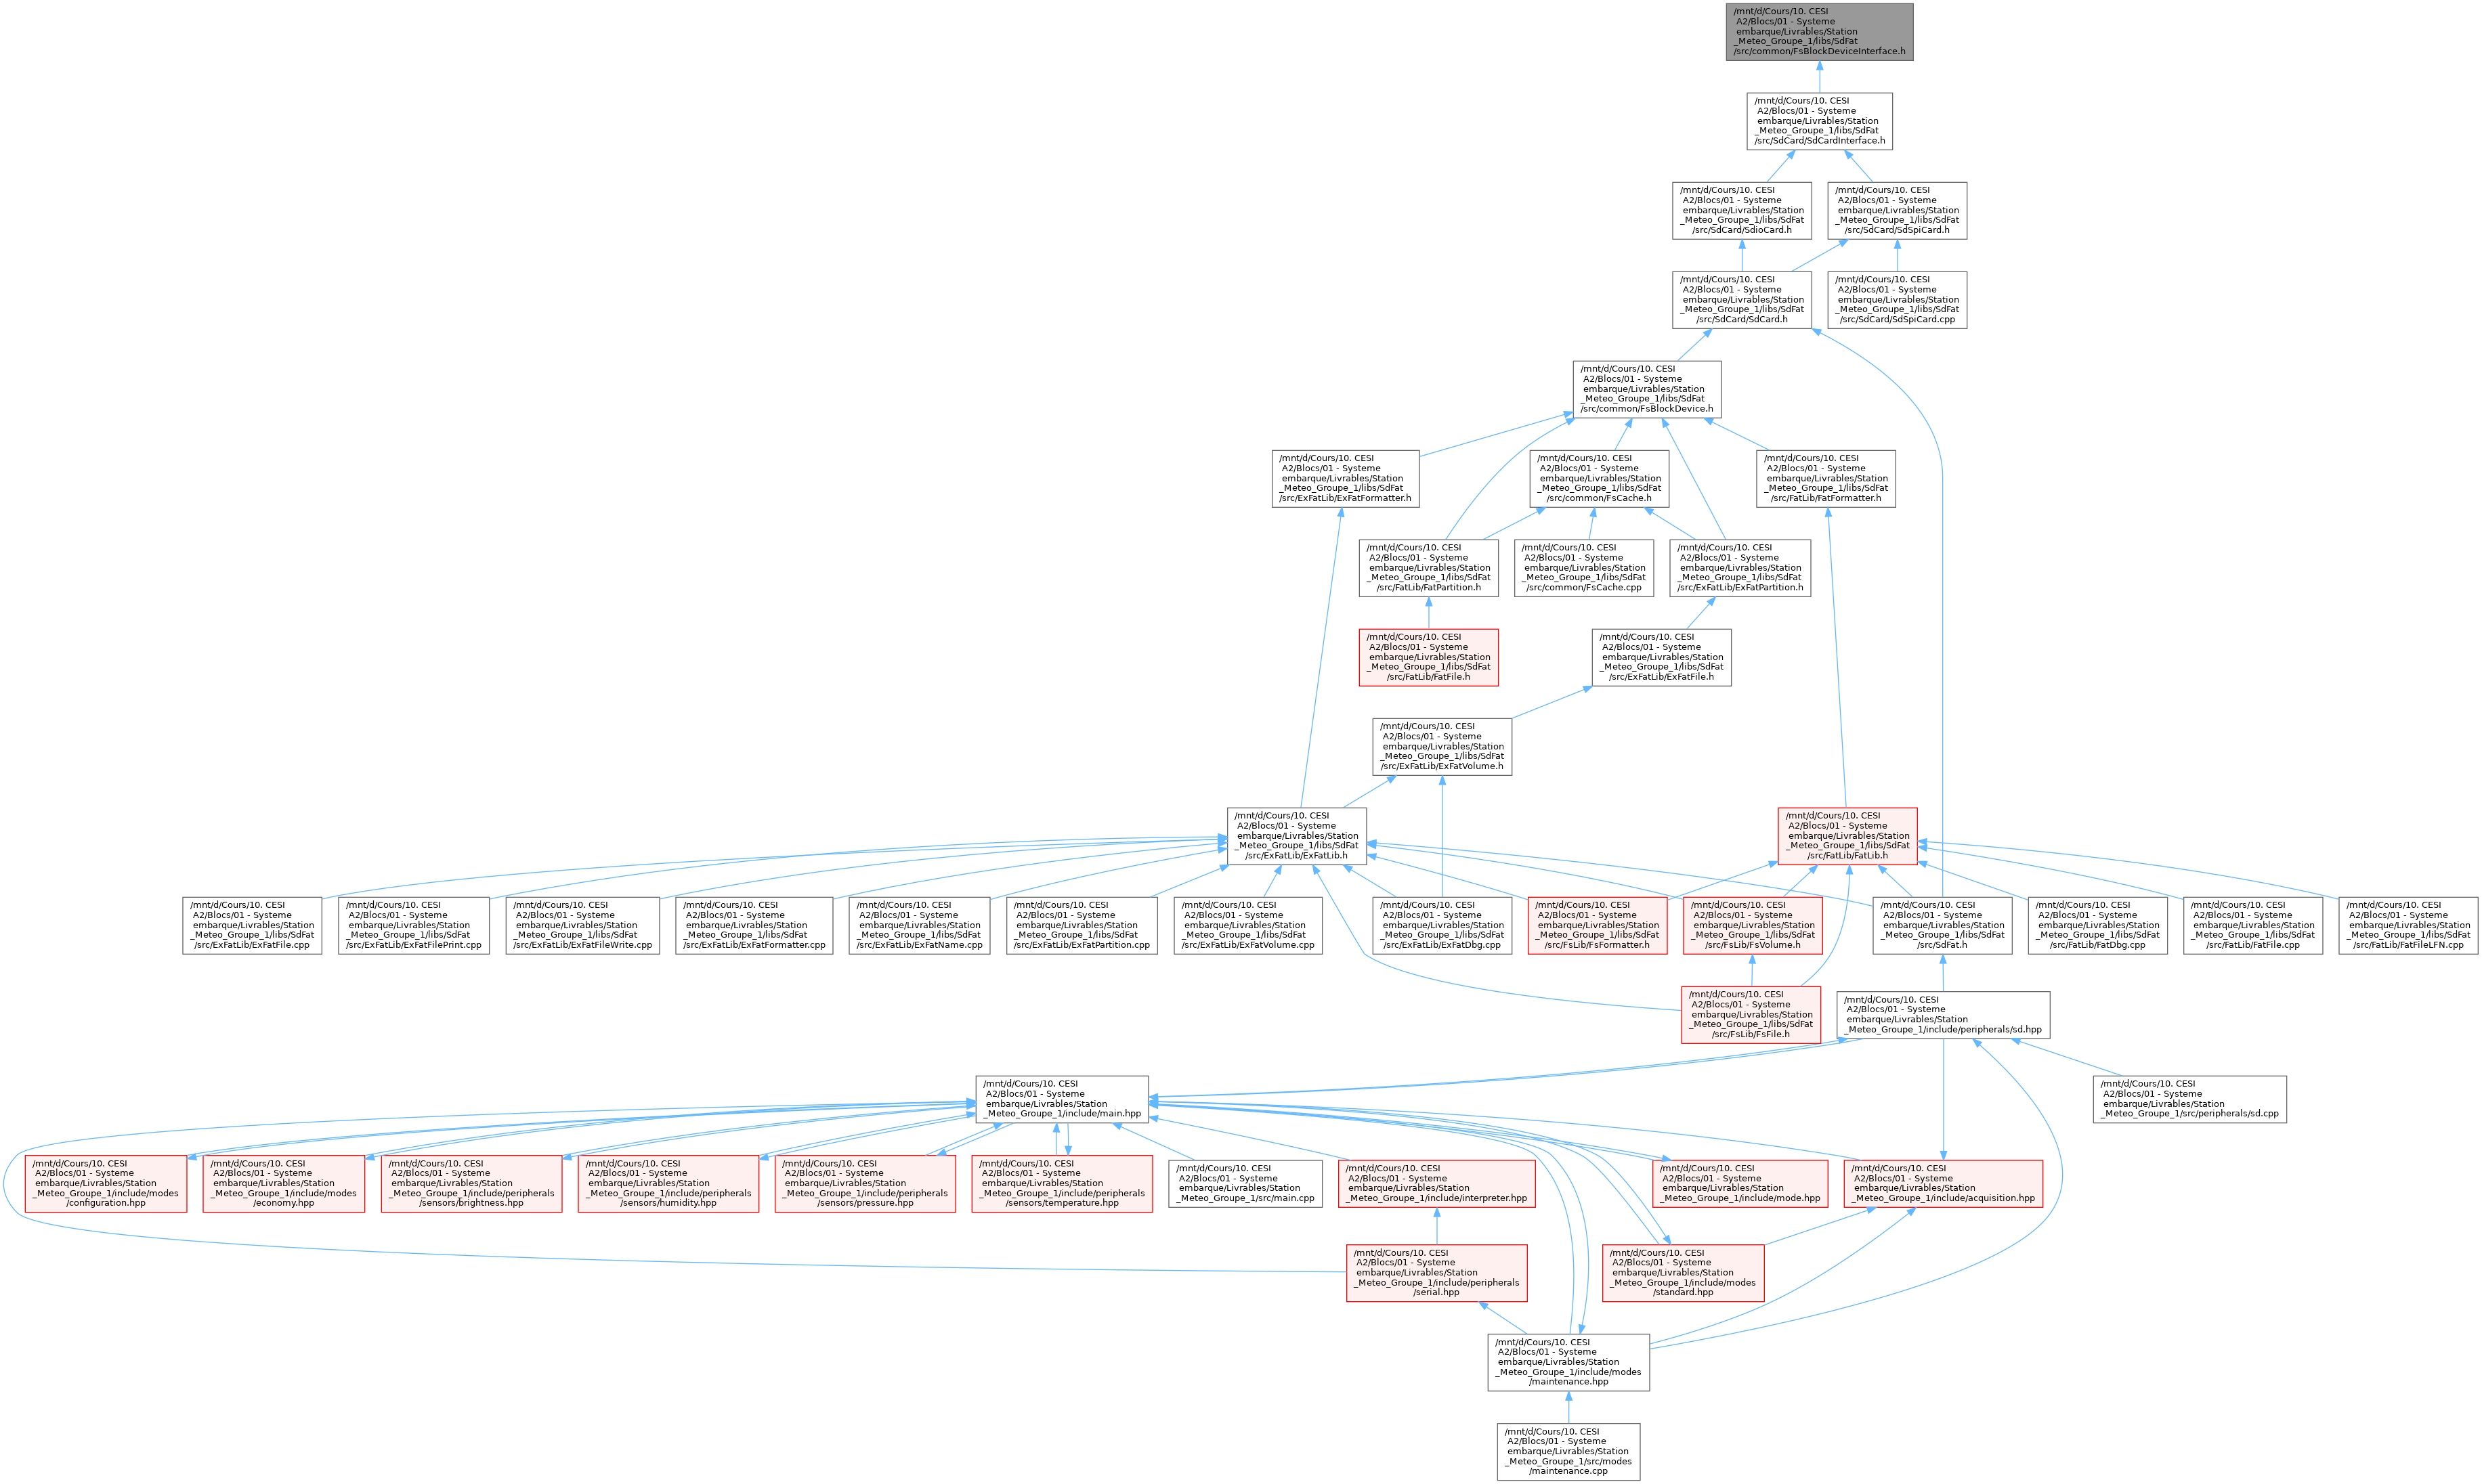 /mnt/d/Cours/10. CESI
A2/Blocs/01 - Systeme
embarque/Livrables/Station
_Meteo_Groupe_1/libs/SdFat
/src/common/FsBlockDeviceInterface.h
/mnt/d/Cours/10. CESI
A2/Blocs/01 - Systeme
embarque/Livrables/Station
_Meteo_Groupe_1/libs/SdFat
/src/SdCard/SdCardInterface.h
/mnt/d/Cours/10. CESI
A2/Blocs/01 - Systeme
embarque/Livrables/Station
_Meteo_Groupe_1/libs/SdFat
/src/SdCard/SdioCard.h
/mnt/d/Cours/10. CESI
A2/Blocs/01 - Systeme
embarque/Livrables/Station
_Meteo_Groupe_1/libs/SdFat
/src/SdCard/SdSpiCard.h
/mnt/d/Cours/10. CESI
A2/Blocs/01 - Systeme
embarque/Livrables/Station
_Meteo_Groupe_1/libs/SdFat
/src/SdCard/SdCard.h
/mnt/d/Cours/10. CESI
A2/Blocs/01 - Systeme
embarque/Livrables/Station
_Meteo_Groupe_1/libs/SdFat
/src/SdCard/SdSpiCard.cpp
/mnt/d/Cours/10. CESI
A2/Blocs/01 - Systeme
embarque/Livrables/Station
_Meteo_Groupe_1/libs/SdFat
/src/common/FsBlockDevice.h
/mnt/d/Cours/10. CESI
A2/Blocs/01 - Systeme
embarque/Livrables/Station
_Meteo_Groupe_1/libs/SdFat
/src/ExFatLib/ExFatFormatter.h
/mnt/d/Cours/10. CESI
A2/Blocs/01 - Systeme
embarque/Livrables/Station
_Meteo_Groupe_1/libs/SdFat
/src/common/FsCache.h
/mnt/d/Cours/10. CESI
A2/Blocs/01 - Systeme
embarque/Livrables/Station
_Meteo_Groupe_1/libs/SdFat
/src/FatLib/FatFormatter.h
/mnt/d/Cours/10. CESI
A2/Blocs/01 - Systeme
embarque/Livrables/Station
_Meteo_Groupe_1/libs/SdFat
/src/FatLib/FatPartition.h
/mnt/d/Cours/10. CESI
A2/Blocs/01 - Systeme
embarque/Livrables/Station
_Meteo_Groupe_1/libs/SdFat
/src/common/FsCache.cpp
/mnt/d/Cours/10. CESI
A2/Blocs/01 - Systeme
embarque/Livrables/Station
_Meteo_Groupe_1/libs/SdFat
/src/ExFatLib/ExFatPartition.h
/mnt/d/Cours/10. CESI
A2/Blocs/01 - Systeme
embarque/Livrables/Station
_Meteo_Groupe_1/libs/SdFat
/src/FatLib/FatFile.h
/mnt/d/Cours/10. CESI
A2/Blocs/01 - Systeme
embarque/Livrables/Station
_Meteo_Groupe_1/libs/SdFat
/src/ExFatLib/ExFatFile.h
/mnt/d/Cours/10. CESI
A2/Blocs/01 - Systeme
embarque/Livrables/Station
_Meteo_Groupe_1/libs/SdFat
/src/ExFatLib/ExFatVolume.h
/mnt/d/Cours/10. CESI
A2/Blocs/01 - Systeme
embarque/Livrables/Station
_Meteo_Groupe_1/libs/SdFat
/src/ExFatLib/ExFatLib.h
/mnt/d/Cours/10. CESI
A2/Blocs/01 - Systeme
embarque/Livrables/Station
_Meteo_Groupe_1/libs/SdFat
/src/FatLib/FatLib.h
/mnt/d/Cours/10. CESI
A2/Blocs/01 - Systeme
embarque/Livrables/Station
_Meteo_Groupe_1/libs/SdFat
/src/ExFatLib/ExFatFile.cpp
/mnt/d/Cours/10. CESI
A2/Blocs/01 - Systeme
embarque/Livrables/Station
_Meteo_Groupe_1/libs/SdFat
/src/ExFatLib/ExFatFilePrint.cpp
/mnt/d/Cours/10. CESI
A2/Blocs/01 - Systeme
embarque/Livrables/Station
_Meteo_Groupe_1/libs/SdFat
/src/ExFatLib/ExFatFileWrite.cpp
/mnt/d/Cours/10. CESI
A2/Blocs/01 - Systeme
embarque/Livrables/Station
_Meteo_Groupe_1/libs/SdFat
/src/ExFatLib/ExFatFormatter.cpp
/mnt/d/Cours/10. CESI
A2/Blocs/01 - Systeme
embarque/Livrables/Station
_Meteo_Groupe_1/libs/SdFat
/src/ExFatLib/ExFatName.cpp
/mnt/d/Cours/10. CESI
A2/Blocs/01 - Systeme
embarque/Livrables/Station
_Meteo_Groupe_1/libs/SdFat
/src/ExFatLib/ExFatPartition.cpp
/mnt/d/Cours/10. CESI
A2/Blocs/01 - Systeme
embarque/Livrables/Station
_Meteo_Groupe_1/libs/SdFat
/src/ExFatLib/ExFatVolume.cpp
/mnt/d/Cours/10. CESI
A2/Blocs/01 - Systeme
embarque/Livrables/Station
_Meteo_Groupe_1/libs/SdFat
/src/ExFatLib/ExFatDbg.cpp
/mnt/d/Cours/10. CESI
A2/Blocs/01 - Systeme
embarque/Livrables/Station
_Meteo_Groupe_1/libs/SdFat
/src/FsLib/FsFormatter.h
/mnt/d/Cours/10. CESI
A2/Blocs/01 - Systeme
embarque/Livrables/Station
_Meteo_Groupe_1/libs/SdFat
/src/FsLib/FsVolume.h
/mnt/d/Cours/10. CESI
A2/Blocs/01 - Systeme
embarque/Livrables/Station
_Meteo_Groupe_1/libs/SdFat
/src/SdFat.h
/mnt/d/Cours/10. CESI
A2/Blocs/01 - Systeme
embarque/Livrables/Station
_Meteo_Groupe_1/libs/SdFat
/src/FatLib/FatDbg.cpp
/mnt/d/Cours/10. CESI
A2/Blocs/01 - Systeme
embarque/Livrables/Station
_Meteo_Groupe_1/libs/SdFat
/src/FatLib/FatFile.cpp
/mnt/d/Cours/10. CESI
A2/Blocs/01 - Systeme
embarque/Livrables/Station
_Meteo_Groupe_1/libs/SdFat
/src/FatLib/FatFileLFN.cpp
/mnt/d/Cours/10. CESI
A2/Blocs/01 - Systeme
embarque/Livrables/Station
_Meteo_Groupe_1/libs/SdFat
/src/FsLib/FsFile.h
/mnt/d/Cours/10. CESI
A2/Blocs/01 - Systeme
embarque/Livrables/Station
_Meteo_Groupe_1/include/peripherals/sd.hpp
/mnt/d/Cours/10. CESI
A2/Blocs/01 - Systeme
embarque/Livrables/Station
_Meteo_Groupe_1/include/main.hpp
/mnt/d/Cours/10. CESI
A2/Blocs/01 - Systeme
embarque/Livrables/Station
_Meteo_Groupe_1/src/peripherals/sd.cpp
/mnt/d/Cours/10. CESI
A2/Blocs/01 - Systeme
embarque/Livrables/Station
_Meteo_Groupe_1/include/modes
/configuration.hpp
/mnt/d/Cours/10. CESI
A2/Blocs/01 - Systeme
embarque/Livrables/Station
_Meteo_Groupe_1/include/modes
/economy.hpp
/mnt/d/Cours/10. CESI
A2/Blocs/01 - Systeme
embarque/Livrables/Station
_Meteo_Groupe_1/include/peripherals
/sensors/brightness.hpp
/mnt/d/Cours/10. CESI
A2/Blocs/01 - Systeme
embarque/Livrables/Station
_Meteo_Groupe_1/include/peripherals
/sensors/humidity.hpp
/mnt/d/Cours/10. CESI
A2/Blocs/01 - Systeme
embarque/Livrables/Station
_Meteo_Groupe_1/include/peripherals
/sensors/pressure.hpp
/mnt/d/Cours/10. CESI
A2/Blocs/01 - Systeme
embarque/Livrables/Station
_Meteo_Groupe_1/include/peripherals
/sensors/temperature.hpp
/mnt/d/Cours/10. CESI
A2/Blocs/01 - Systeme
embarque/Livrables/Station
_Meteo_Groupe_1/src/main.cpp
/mnt/d/Cours/10. CESI
A2/Blocs/01 - Systeme
embarque/Livrables/Station
_Meteo_Groupe_1/include/interpreter.hpp
/mnt/d/Cours/10. CESI
A2/Blocs/01 - Systeme
embarque/Livrables/Station
_Meteo_Groupe_1/include/mode.hpp
/mnt/d/Cours/10. CESI
A2/Blocs/01 - Systeme
embarque/Livrables/Station
_Meteo_Groupe_1/include/acquisition.hpp
/mnt/d/Cours/10. CESI
A2/Blocs/01 - Systeme
embarque/Livrables/Station
_Meteo_Groupe_1/include/peripherals
/serial.hpp
/mnt/d/Cours/10. CESI
A2/Blocs/01 - Systeme
embarque/Livrables/Station
_Meteo_Groupe_1/include/modes
/standard.hpp
/mnt/d/Cours/10. CESI
A2/Blocs/01 - Systeme
embarque/Livrables/Station
_Meteo_Groupe_1/include/modes
/maintenance.hpp
/mnt/d/Cours/10. CESI
A2/Blocs/01 - Systeme
embarque/Livrables/Station
_Meteo_Groupe_1/src/modes
/maintenance.cpp